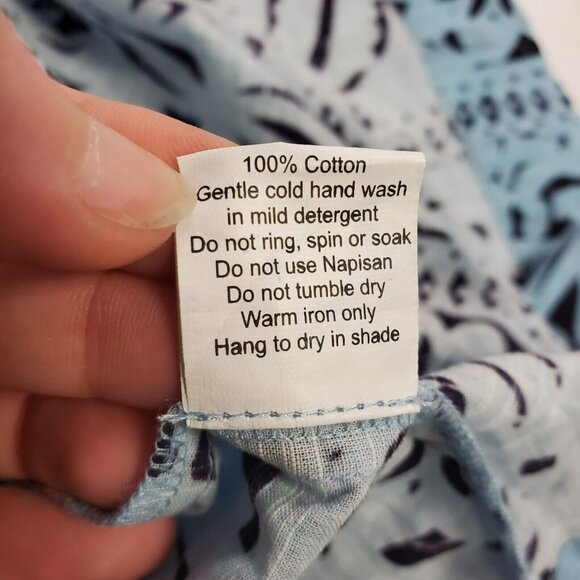 100% Cotton
Gentle cold hand wash
in mild detergent
Do not ring, spin or soak
Do not use Napisan
Do not tumble dry
Warm iron only
Hang to dry in shade